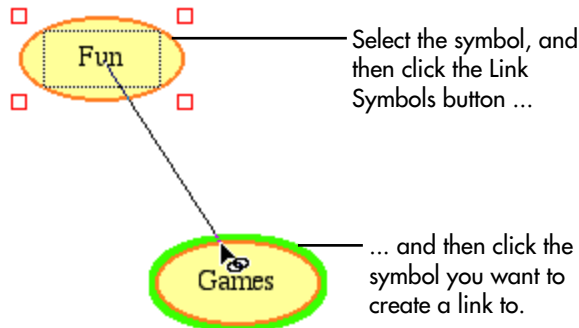 Fun
Select the symbol, and
then click the Link
Symbols button ...
... and then click the
symbol you want to
create a link to.
Games